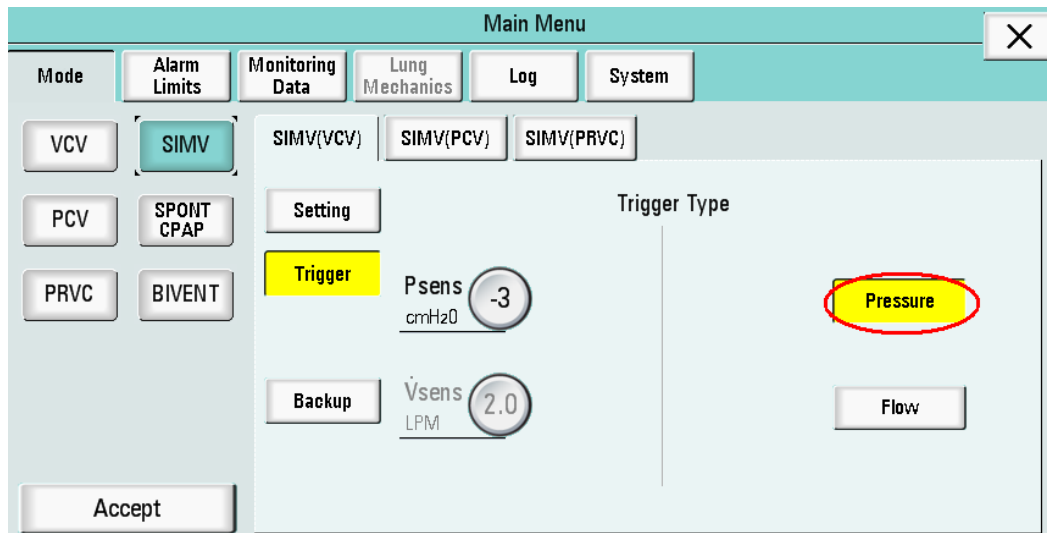 Main Menu
Mode
Alarm
Limits
Monitoring
Data
Lung
Mechanics
Log
System
VCV
SIMV
PCV
SPONT
CPAP
PRVC
BIVENT
Accept
SIMV(VCV)
SIMV(PCV)
SIMV(PRVC)
Setting
Trigger
Backup
Psens
cmH20
-3
V̇sens
LPM
2.0
Trigger Type
Pressure
Flow